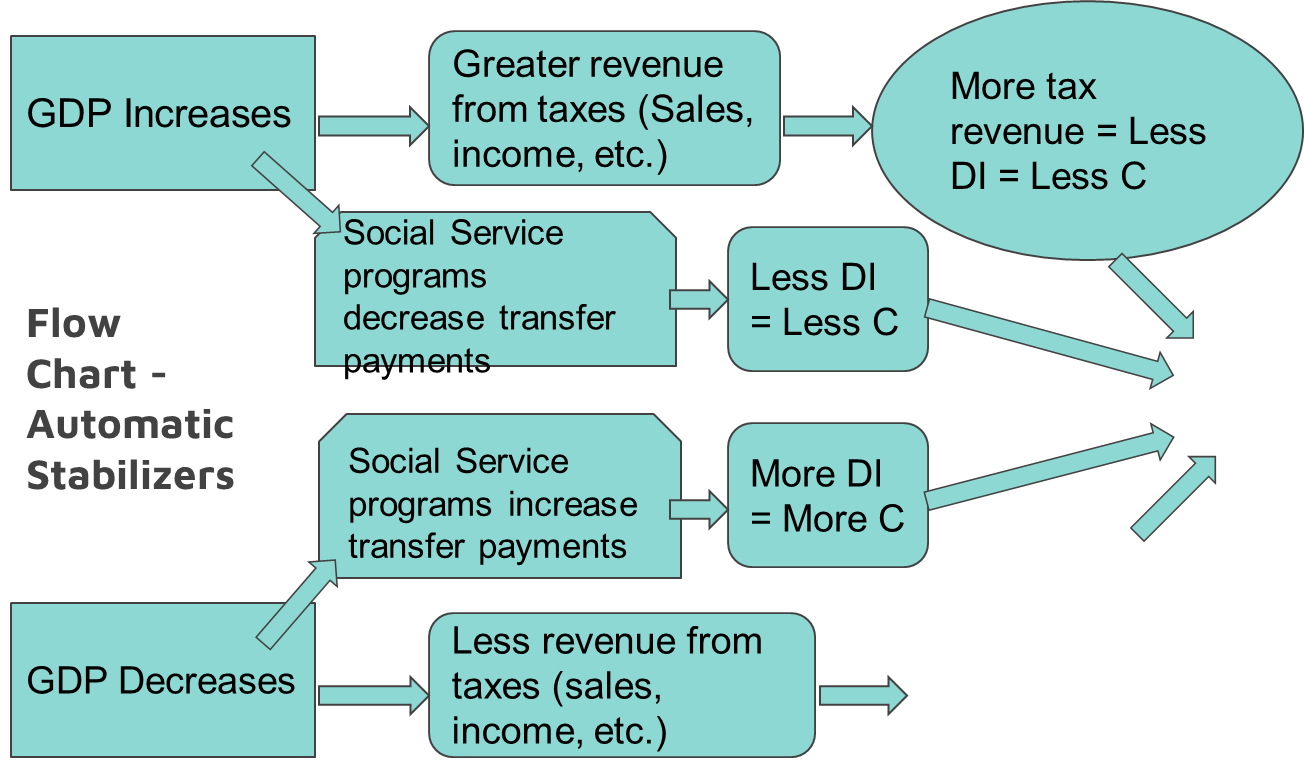 GDP Increases
Greater revenue
from taxes (Sales,
income, etc.)
More tax
revenue = Less
DI = Less C
Social Service
programs
decrease transfer
payments
Less DI
= Less C
Flow
Chart -
Automatic
Stabilizers
Social Service
programs increase
transfer payments
More DI
= More C
GDP Decreases
Less revenue from
taxes (sales,
income, etc.)